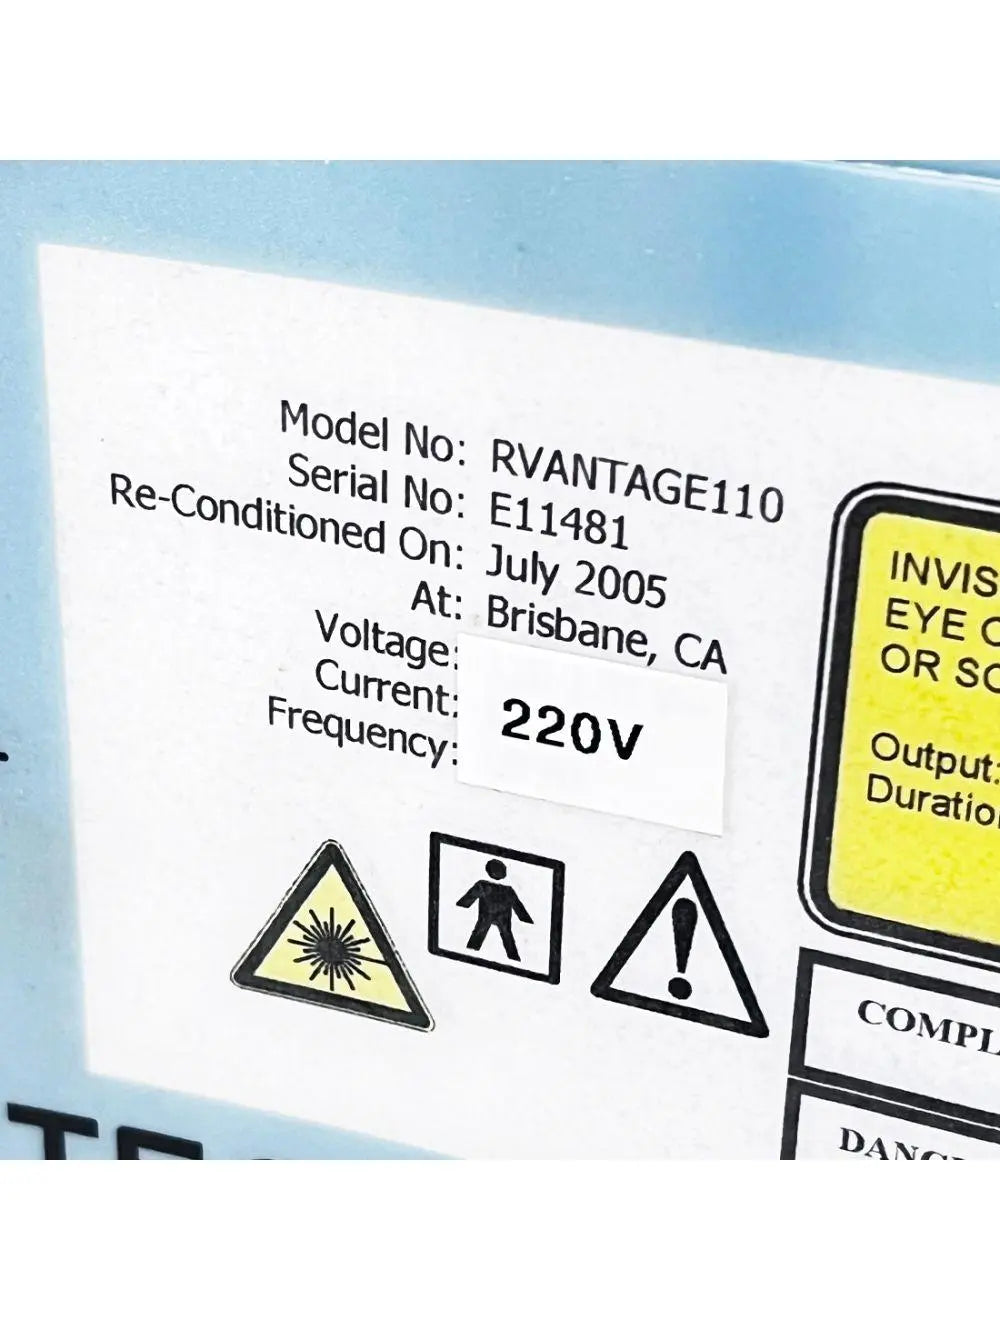 Model No: RVANTAGE110
Serial No: E11481
Re-Conditioned On: July 2005
At: Brisbane, CA
Voltage:
Current:
Frequency:
220V
INVIS
EYE
OR SC
Output:
Duratio
COMPL
DANG